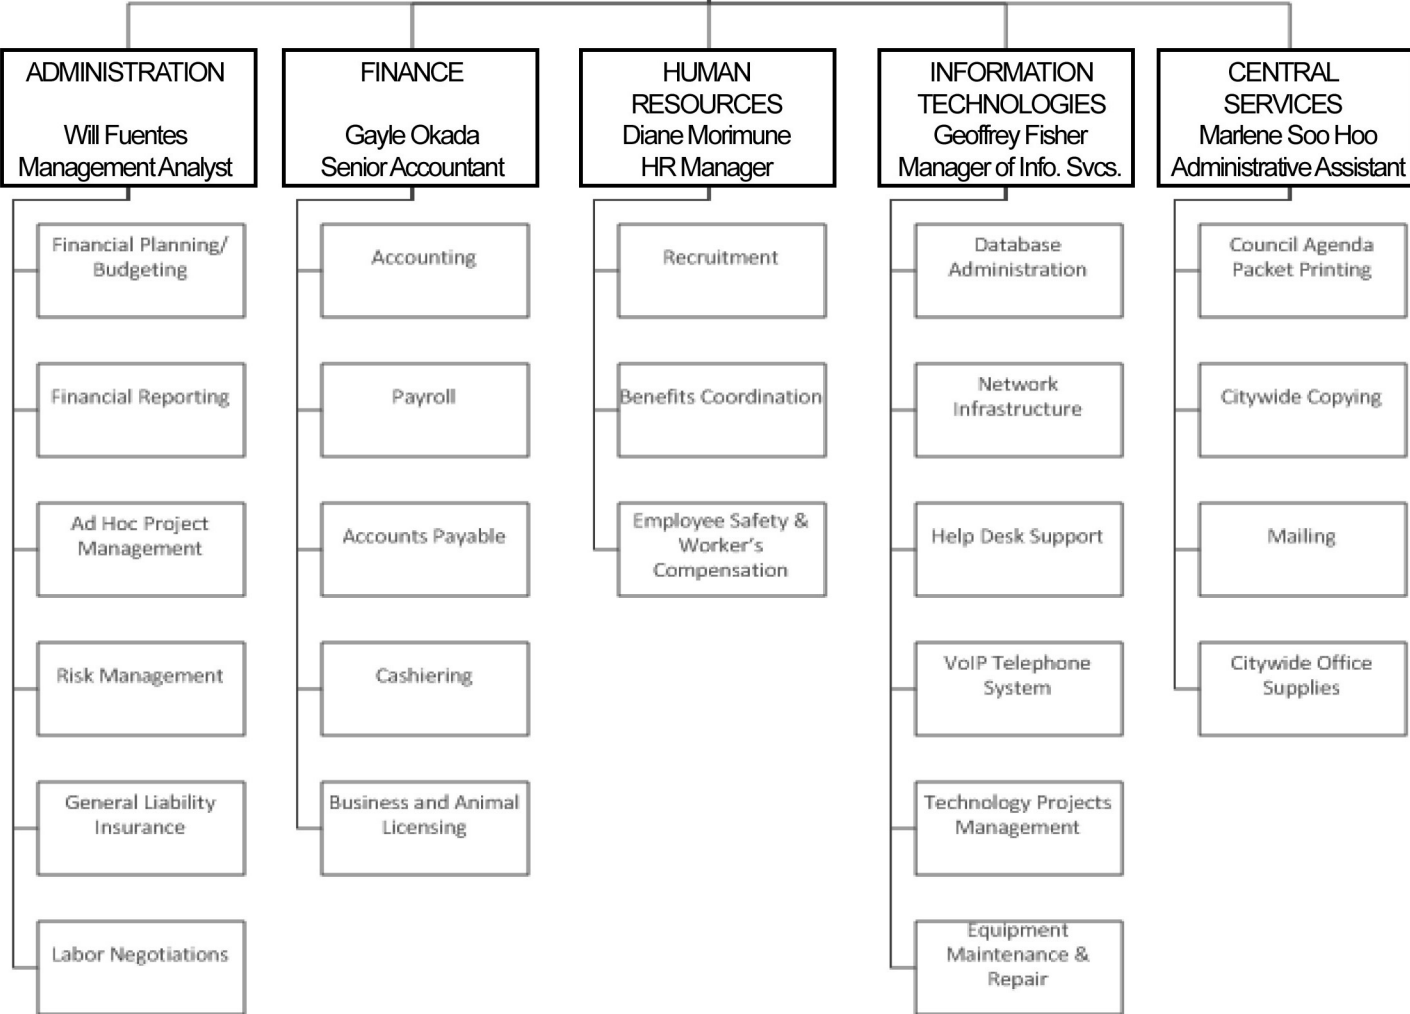 ADMINISTRATION
Will Fuentes
Management Analyst
Financial Planning/
Budgeting
Financial Reporting
Ad Hoc Project
Management
Risk Management
General Liability
Insurance
Labor Negotiations
FINANCE
Gayle Okada
Senior Accountant
Accounting
Payroll
Accounts Payable
Cashiering
Business and Animal
Licensing
HUMAN
RESOURCES
Diane Morimune
HR Manager
Recruitment
Benefits Coordination
Employee Safety &
Worker's
Compensation
INFORMATION
TECHNOLOGIES
Geoffrey Fisher
Manager of Info. Svcs.
Database
Administration
Network
Infrastructure
Help Desk Support
VoIP Telephone
System
Technology Projects
Management
Equipment
Maintenance &
Repair
CENTRAL
SERVICES
Marlene Soo Hoo
Administrative Assistant
Council Agenda
Packet Printing
Citywide Copying
Mailing
Citywide Office
Supplies